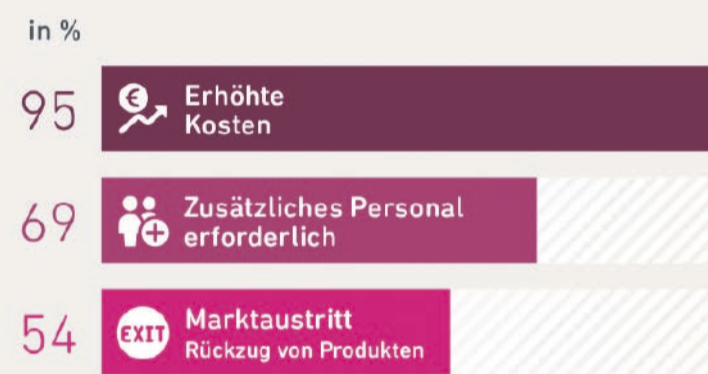 in %
95
Erhöhte
Kosten
69
Zusätzliches Personal
erforderlich
54
EXIT
Marktaustritt
Rückzug von Produkten